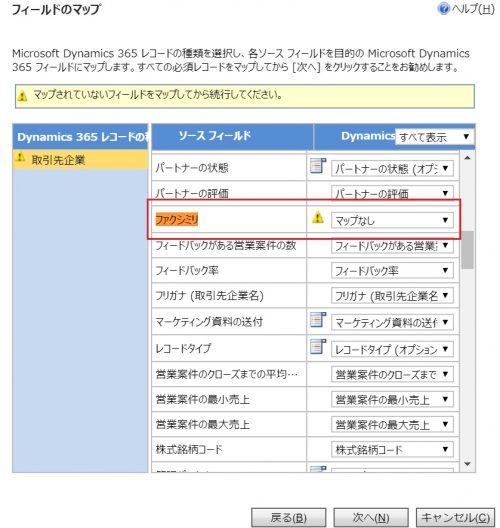 フィールドのマップ
ヘルプ(H)
Microsoft Dynamics 365 レコードの種類を選択し、各ソース フィールドを目的の Microsoft Dynamics
365 フィールドにマップします。すべての必須レコードをマップしてから [次へ] をクリックすることをお勧めします。
マップされていないフィールドをマップしてから続行してください。
Dynamics 365 レコードの種 ソース フィールド Dynamics すべて表示
取引先企業
パートナーの状態 パートナーの状態 (オプシ
パートナーの評価 パートナーの評価
ファクシミリ マップなし
フィードバックがある営業案件の数 フィードバックがある営業
フィードバック率 フィードバック率
フリガナ (取引先企業名) フリガナ (取引先企業名
マーケティング資料の送付 マーケティング資料の送付
レコードタイプ レコードタイプ (オプション
営業案件のクローズまでの平均… 営業案件のクローズまで
営業案件の最小売上 営業案件の最小売上
営業案件の最大売上 営業案件の最大売上
株式銘柄コード 株式銘柄コード
戻る(B) 次へ(N) キャンセル(C)